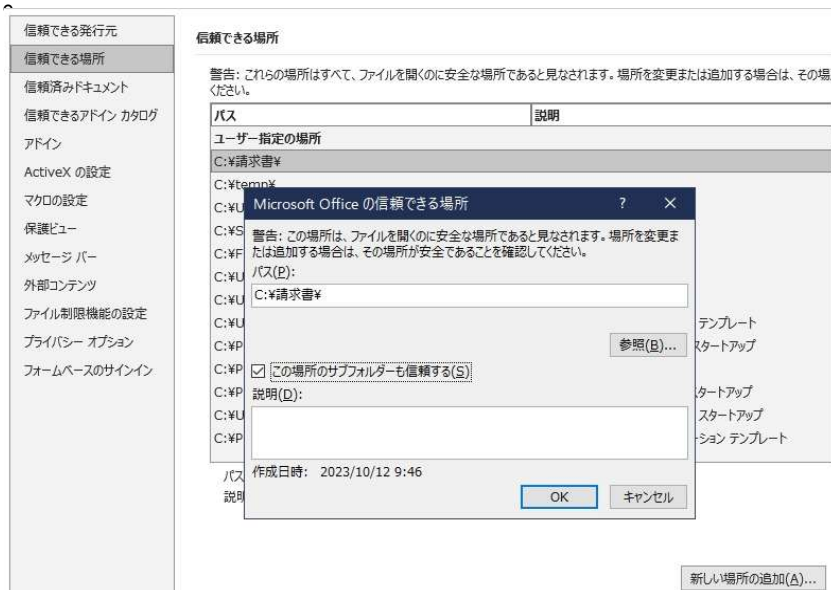 信頼できる発行元
信頼できる場所
信頼済みドキュメント
信頼できるアドイン カタログ
アドイン
ActiveX の設定
マクロの設定
保護ビュー
メッセージ バー
外部コンテンツ
ファイル制限機能の設定
プライバシー オプション
フォームベースのサインイン
信頼できる場所
警告: これらの場所はすべて、ファイルを開くのに安全な場所であると見なされます。場所を変更または追加する場合は、その場
ください。
パス 説明
ユーザー指定の場所
C:¥請求書¥
C:¥temp¥
C:¥U
C:¥S
C:¥F
C:¥U
C:¥U
C:¥U テンプレート
C:¥P スタートアップ
C:¥P
C:¥P タートアップ
C:¥U スタートアップ
C:¥P ション テンプレート
パス
説明
Microsoft Office の信頼できる場所 ? ×
警告: この場所は、ファイルを開くのに安全な場所であると見なされます。場所を変更ま
たは追加する場合は、その場所が安全であることを確認してください。
パス(P):
C:¥請求書¥
参照(B)...
この場所のサブフォルダーも信頼する(S)
説明(D):
作成日時: 2023/10/12 9:46
OK キャンセル
新しい場所の追加(A)...